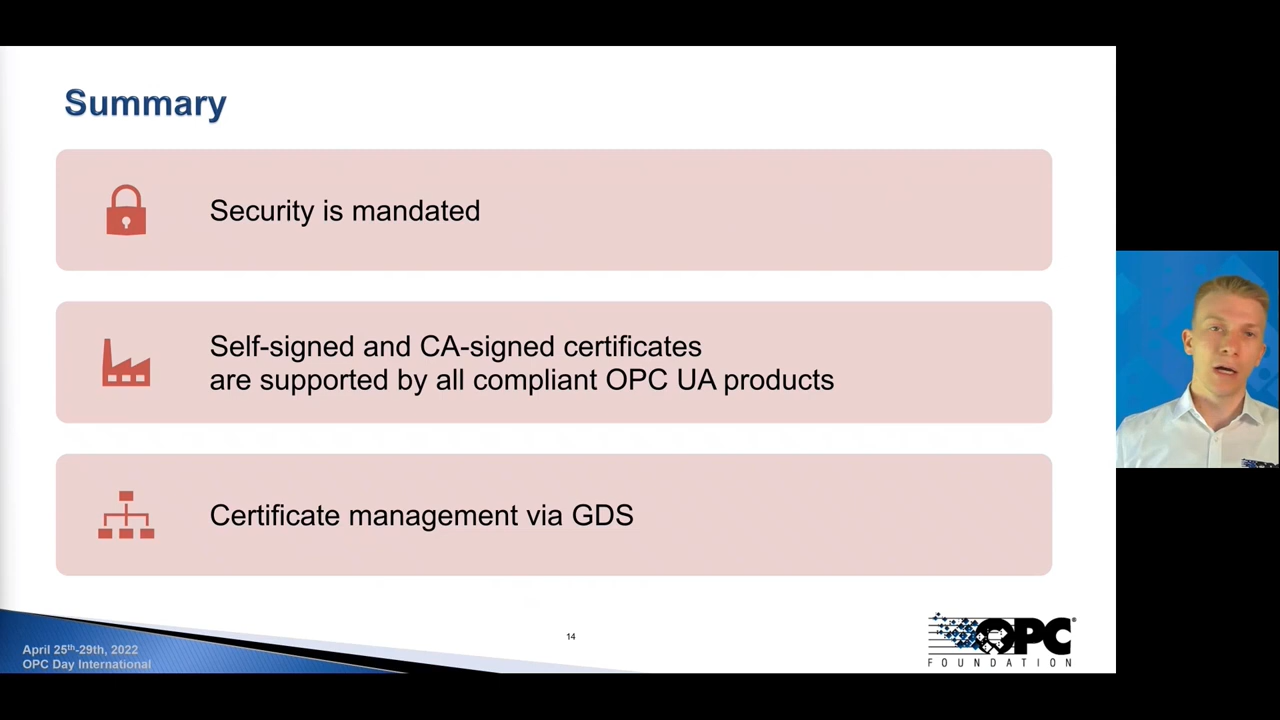 Summary
Security is mandated
Self-signed and CA-signed certificates
are supported by all compliant OPC UA products
Certificate management via GDS
14
April 25th-29th, 2022
OPC Day International
OPC®
FOUNDATION